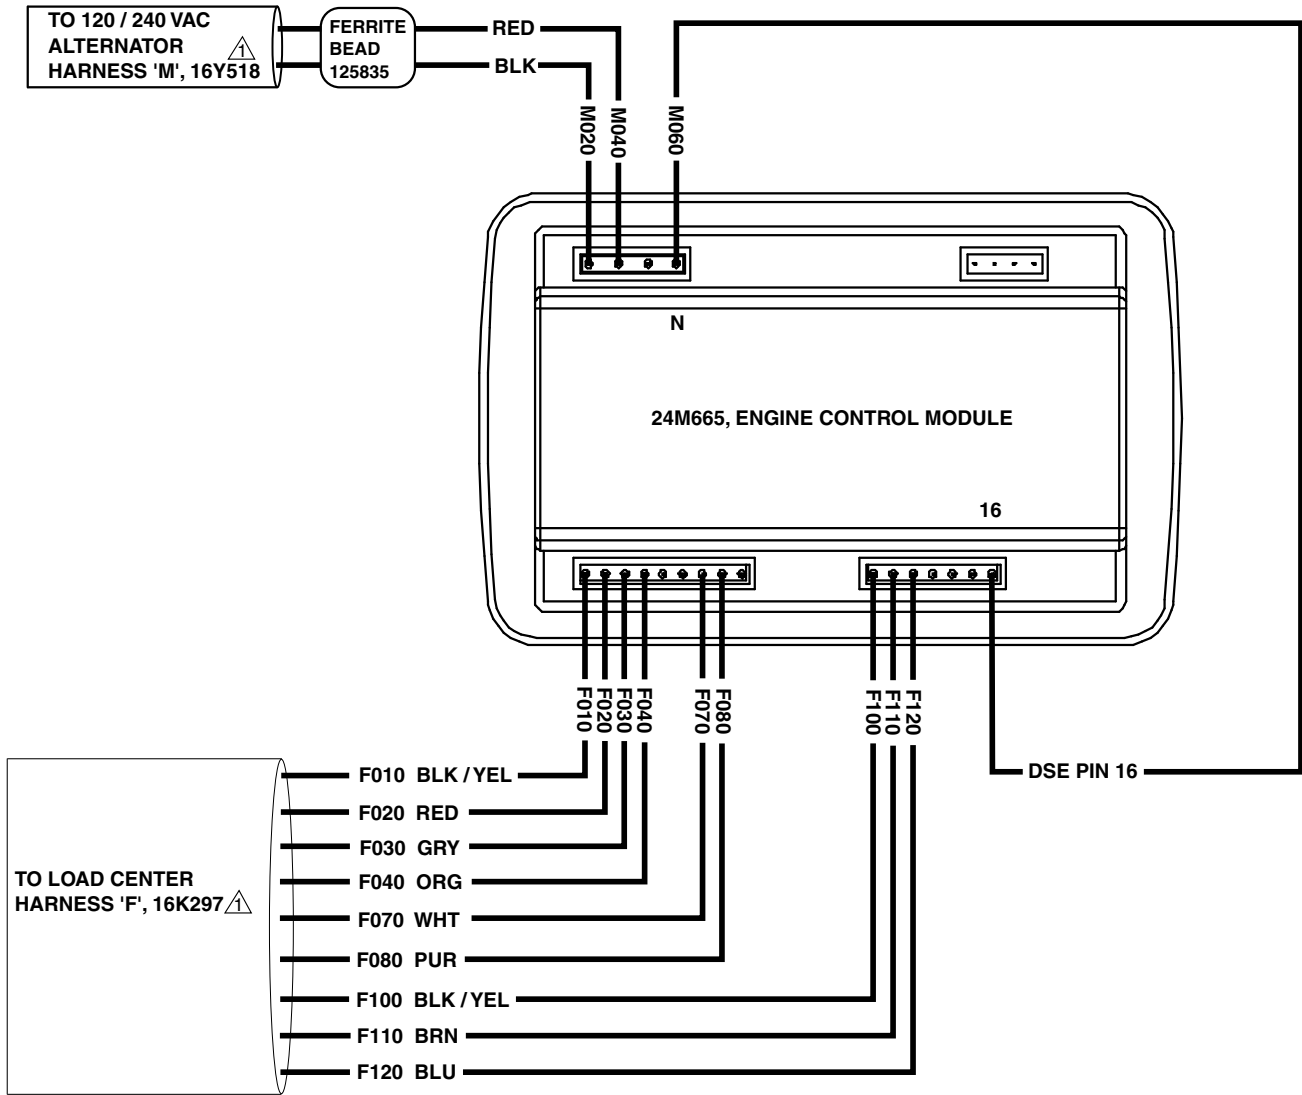 TO 120 / 240 VAC
ALTERNATOR 1
HARNESS 'M', 16Y518
FERRITE
BEAD
125835
RED
BLK
M020
M040
M060
N
24M665, ENGINE CONTROL MODULE
16
F010
F020
F030
F040
F070
F080
F100
F110
F120
DSE PIN 16
TO LOAD CENTER
HARNESS 'F', 16K297 1
F010 BLK / YEL
F020 RED
F030 GRY
F040 ORG
F070 WHT
F080 PUR
F100 BLK / YEL
F110 BRN
F120 BLU